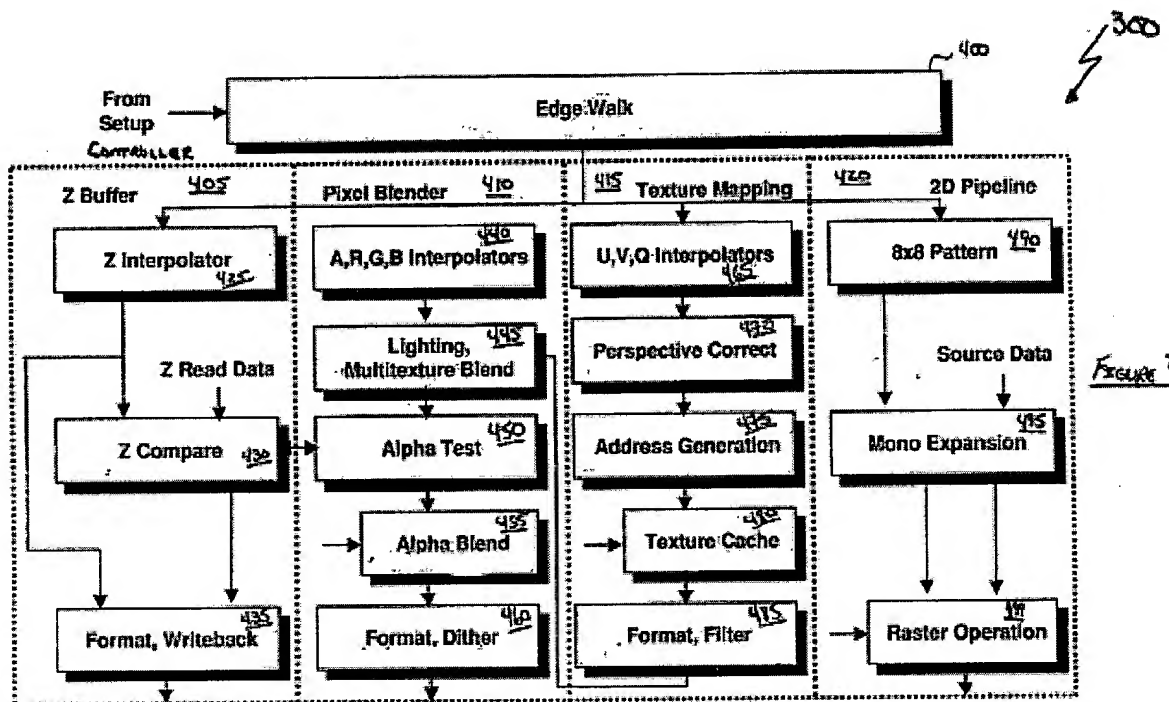 300
400
From Setup
CONTROLLER
Edge Walk
Z Buffer 405
Pixel Blender 410
415 Texture Mapping
420 2D Pipeline
Z Interpolator
425
440
A,R,G,B Interpolators
U,V,Q Interpolators
465
8x8 Pattern 490
445
Lighting,
Multitexture Blend
Perspective Correct
Z Read Data
Source Data
FIGURE
Z Compare 430
Alpha Test 450
Address Generation
Mono Expansion 495
455
Alpha Blend
Texture Cache
Format, Writeback 435
Format, Dither 460
Format, Filter
Raster Operation